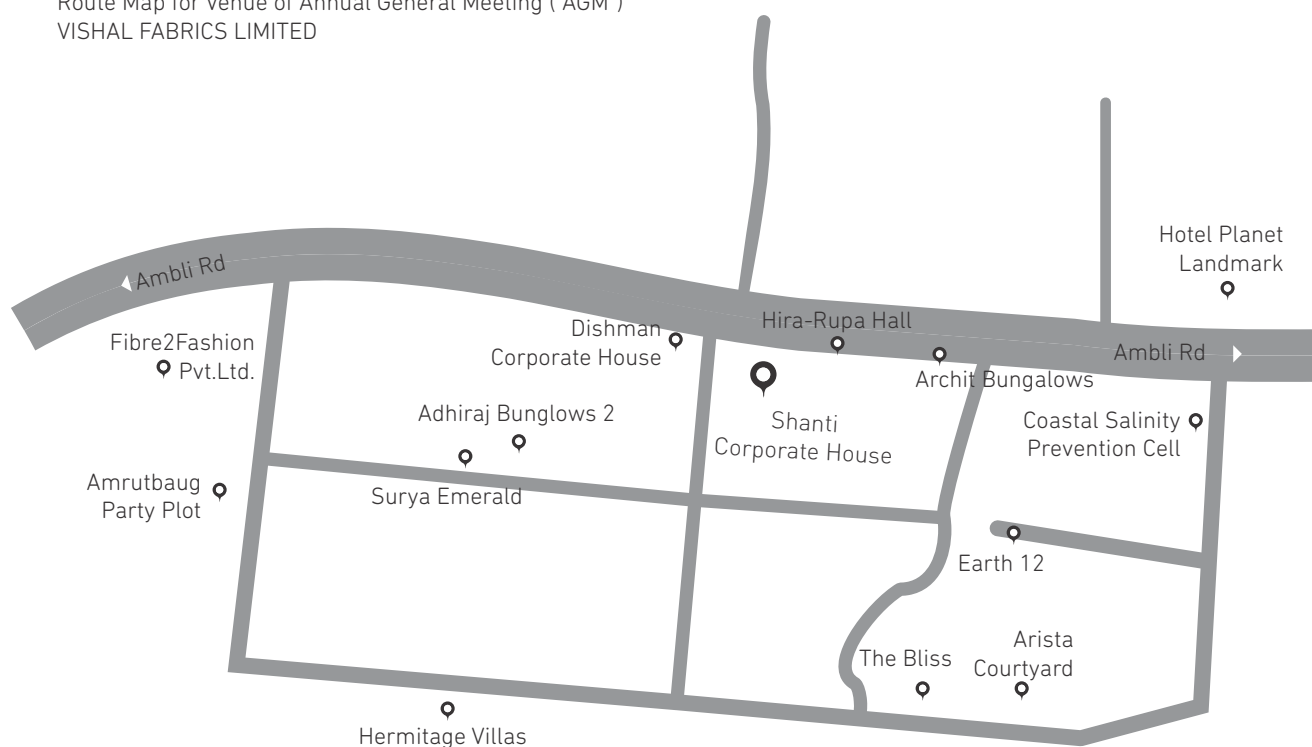 Route Map for Venue of Annual General Meeting ("AGM")
VISHAL FABRICS LIMITED
Hotel Planet
Landmark
Ambli Rd
Hira-Rupa Hall
Dishman
Corporate House
Fibre2Fashion
Pvt.Ltd.
Ambli Rd
Archit Bungalows
Adhiraj Bunglows 2
Shanti
Corporate House
Coastal Salinity
Prevention Cell
Amrutbaug
Party Plot
Surya Emerald
Earth 12
Arista
Courtyard
The Bliss
Hermitage Villas